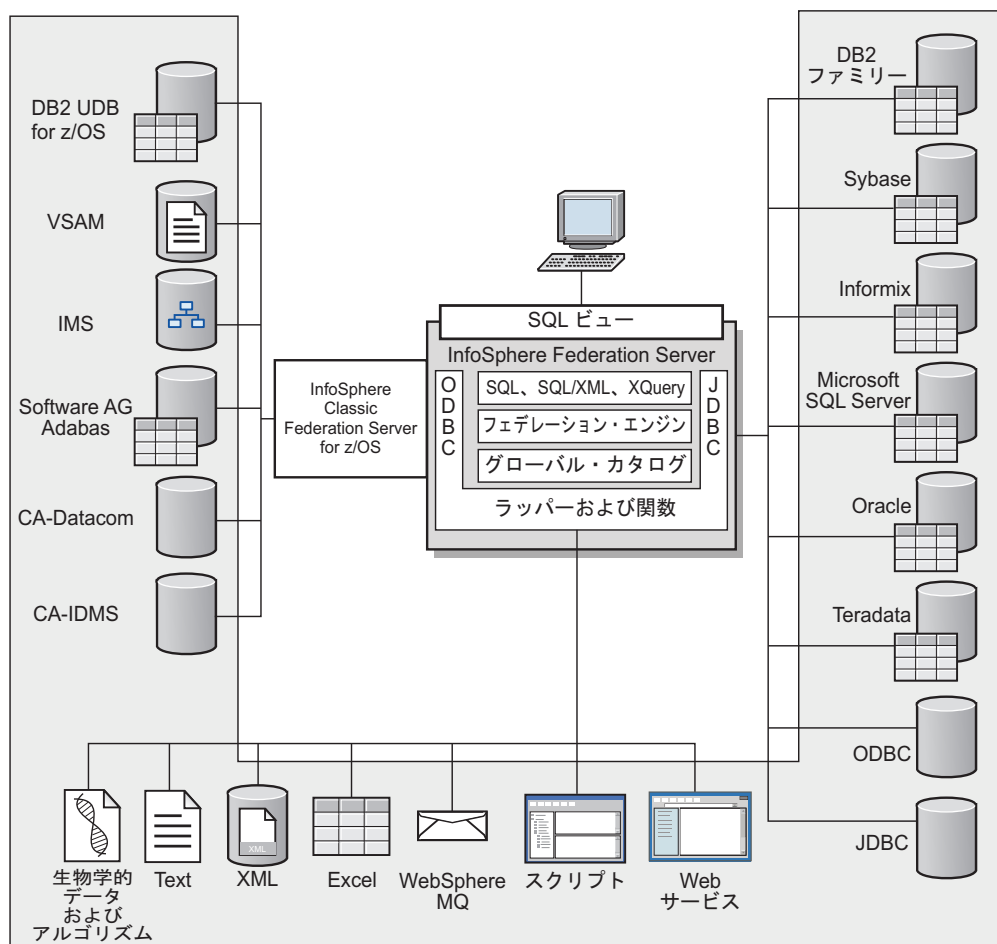 DB2 UDB
for z/OS
VSAM
IMS
Software AG
Adabas
CA-Datacom
CA-IDMS
InfoSphere
Classic
Federation Server
for z/OS
SQL ビュー
InfoSphere Federation Server
ODBC
SQL、SQL/XML、XQuery
フェデレーション・エンジン
グローバル・カタログ
JDBC
ラッパーおよび関数
DB2
ファミリー
Sybase
Informix
Microsoft
SQL Server
Oracle
Teradata
ODBC
JDBC
生物学的
データ
および
アルゴリズム
Text
XML
XML
Excel
WebSphere
MQ
スクリプト
Web
サービス